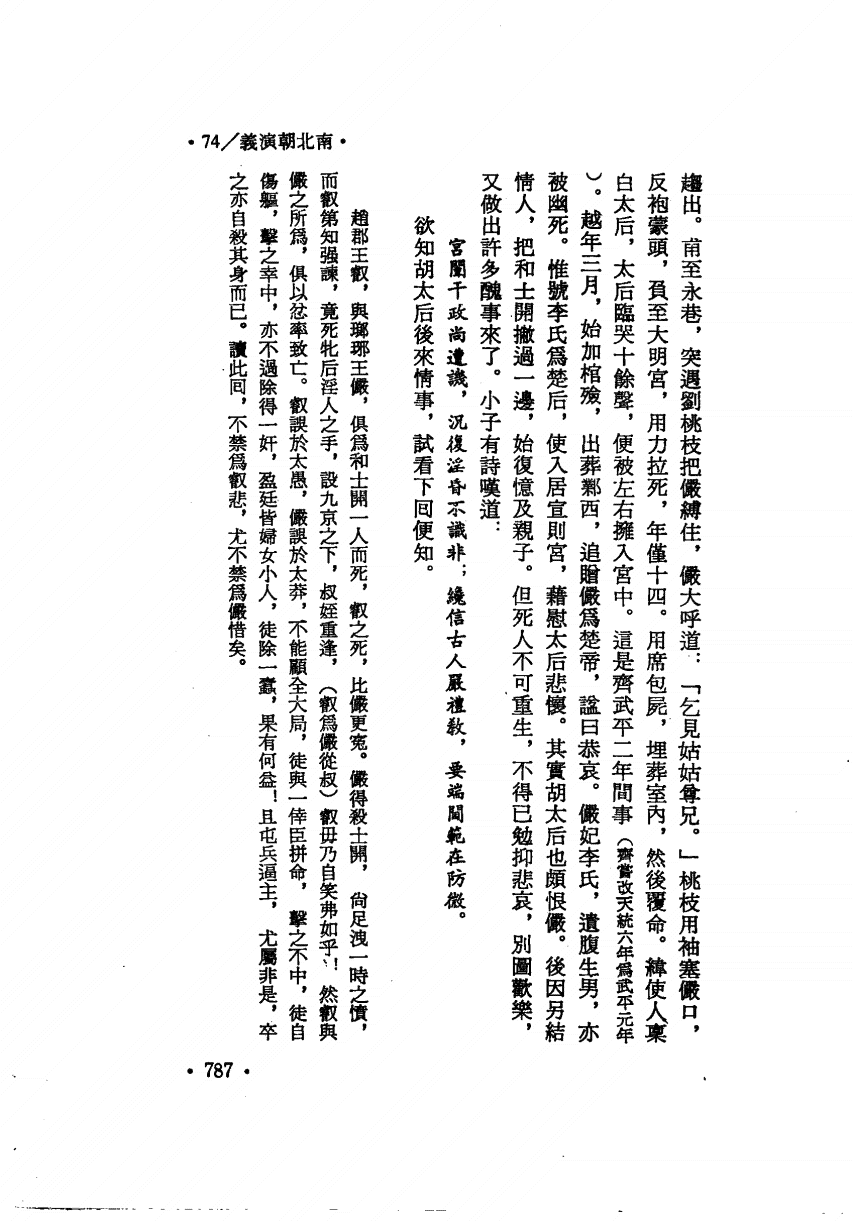 •74／義演朝北南•
趨出。甫至永巷，突遇劉桃枝把儼縛住，儼大呼道：「乞見姑姑尊兄。」桃枝用袖塞儼口，
反袍蒙頭，負至大明宮，用力拉死，年僅十四。用席包屍，埋葬室內，然後覆命。緯使人稟
白太后，太后臨哭十餘聲，便被左右擁入宮中。這是齊武平二年間事（齊嘗改天統六年爲武平元年
）。越年三月，始加棺殮，出葬鄴西，追贈儼爲楚帝，諡曰恭哀。儼妃李氏，遺腹生男，亦
被幽死。惟號李氏爲楚后，使入居宣則宮，藉慰太后悲懷。其實胡太后也頗恨儼。後因另結
情人，把和士開撇過一邊，始復憶及親子。但死人不可重生，不得已勉抑悲哀，別圖歡樂，
又做出許多醜事來了。小子有詩嘆道：
宮闈干政尚遭譏，況復淫昏不識非；纔信古人嚴禮敎，要端閫範在防微。
欲知胡太后後來情事，試看下囘便知。
趙郡王叡，與瑯琊王儼，俱爲和士開一人而死，叡之死，比儼更寃。儼得殺士開，尙足洩一時之憤，
而叡第知强諫，竟死牝后淫人之手，設九京之下，叔姪重逢，（叡爲儼從叔）叡毋乃自笑弗如乎！然叡與
儼之所爲，俱以忿率致亡。叡誤於太愚，儼誤於太莽，不能顧全大局，徒與一倖臣拼命，擊之不中，徒自
傷軀，擊之幸中，亦不過除得一奸，盈廷皆婦女小人，徒除一蠹，果有何益！且屯兵逼主，尤屬非是，卒
之亦自殺其身而已。讀此囘，不禁爲叡悲，尤不禁爲儼惜矣。
•787•